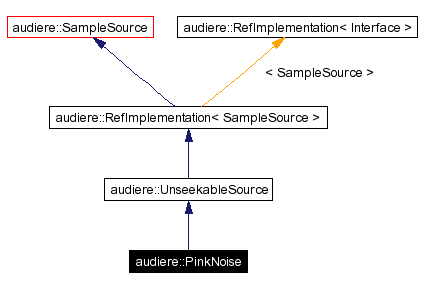 audiere::SampleSource
audiere::RefImplementation< Interface >
< SampleSource >
audiere::RefImplementation< SampleSource >
audiere::UnseekableSource
audiere::PinkNoise